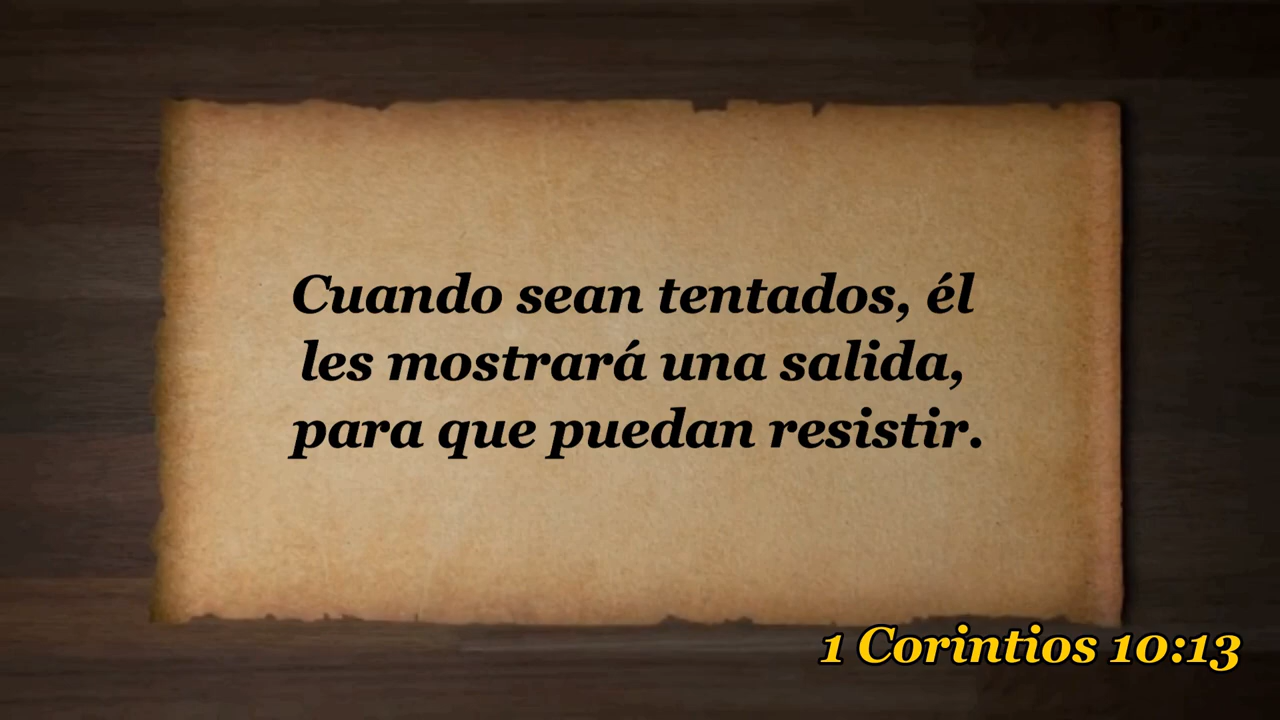 Cuando sean tentados, él
les mostrará una salida,
para que puedan resistir.
1 Corintios 10:13